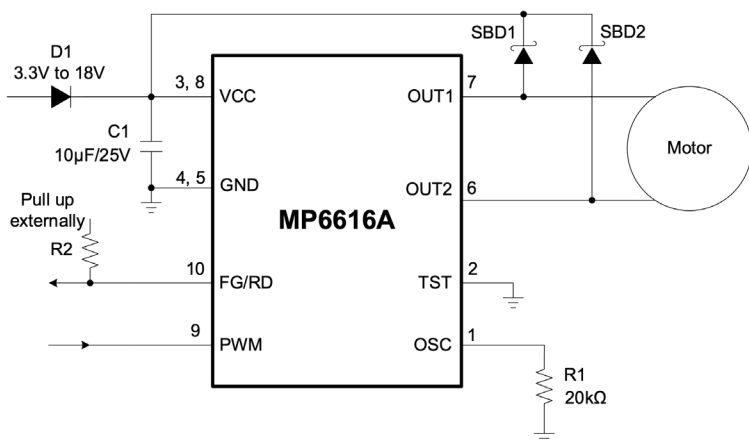 D1
3.3V to 18V
SBD1
SBD2
3, 8
VCC
OUT1
7
C1
10µF/25V
Motor
4, 5
GND
OUT2
6
Pull up
externally
R2
MP6616A
10
FG/RD
TST
2
9
PWM
OSC
1
R1
20kΩ